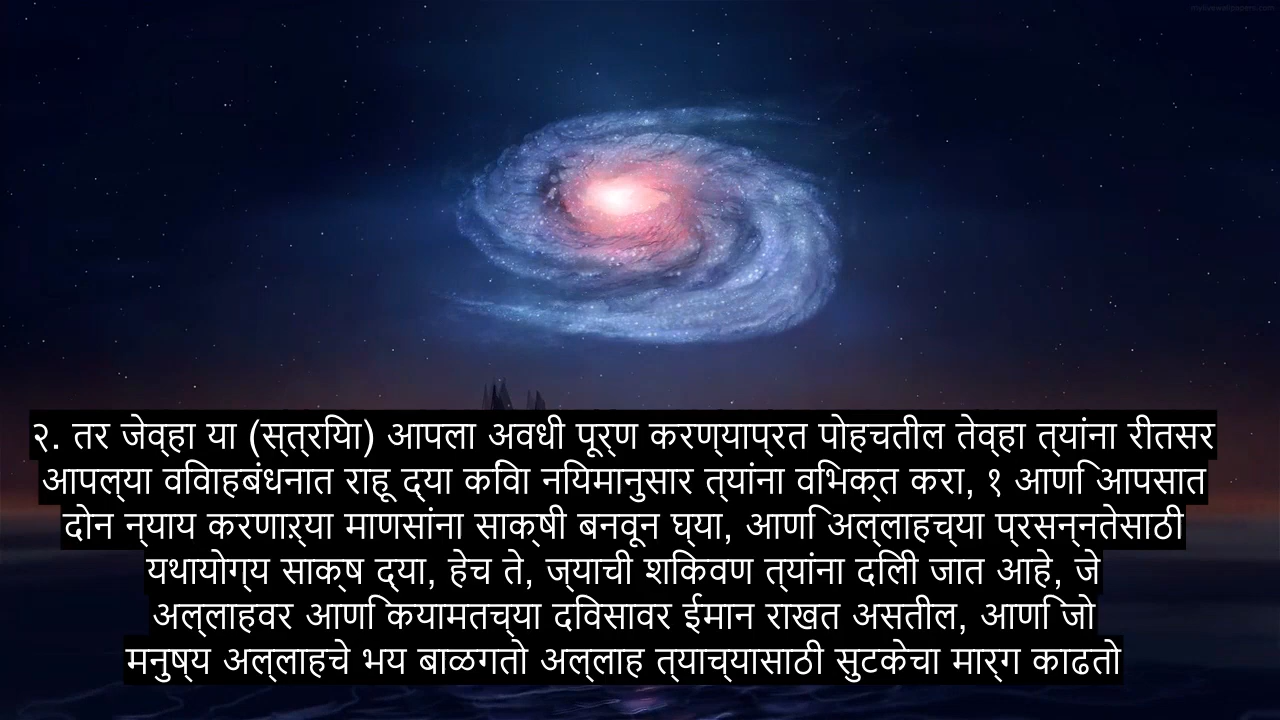 mylivewallpapers.com
२. तर जेव्हा या (स्त्रिया) आपला अवधी पूर्ण करण्याप्रत पोहचतील तेव्हा त्यांना रीतसर
आपल्या विवाहबंधनात राहू द्या किंवा नियमानुसार त्यांना विभक्त करा, १ आणि आपसात
दोन न्याय करणाऱ्या माणसांना साक्षी बनवून घ्या, आणि अल्लाहच्या प्रसन्नतेसाठी
यथायोग्य साक्ष द्या, हेच ते, ज्याची शिकवण त्यांना दिली जात आहे, जे
अल्लाहवर आणि कियामतच्या दिवसावर ईमान राखत असतील, आणि जो
मनुष्य अल्लाहचे भय बाळगतो अल्लाह त्याच्यासाठी सुटकेचा मार्ग काढतो